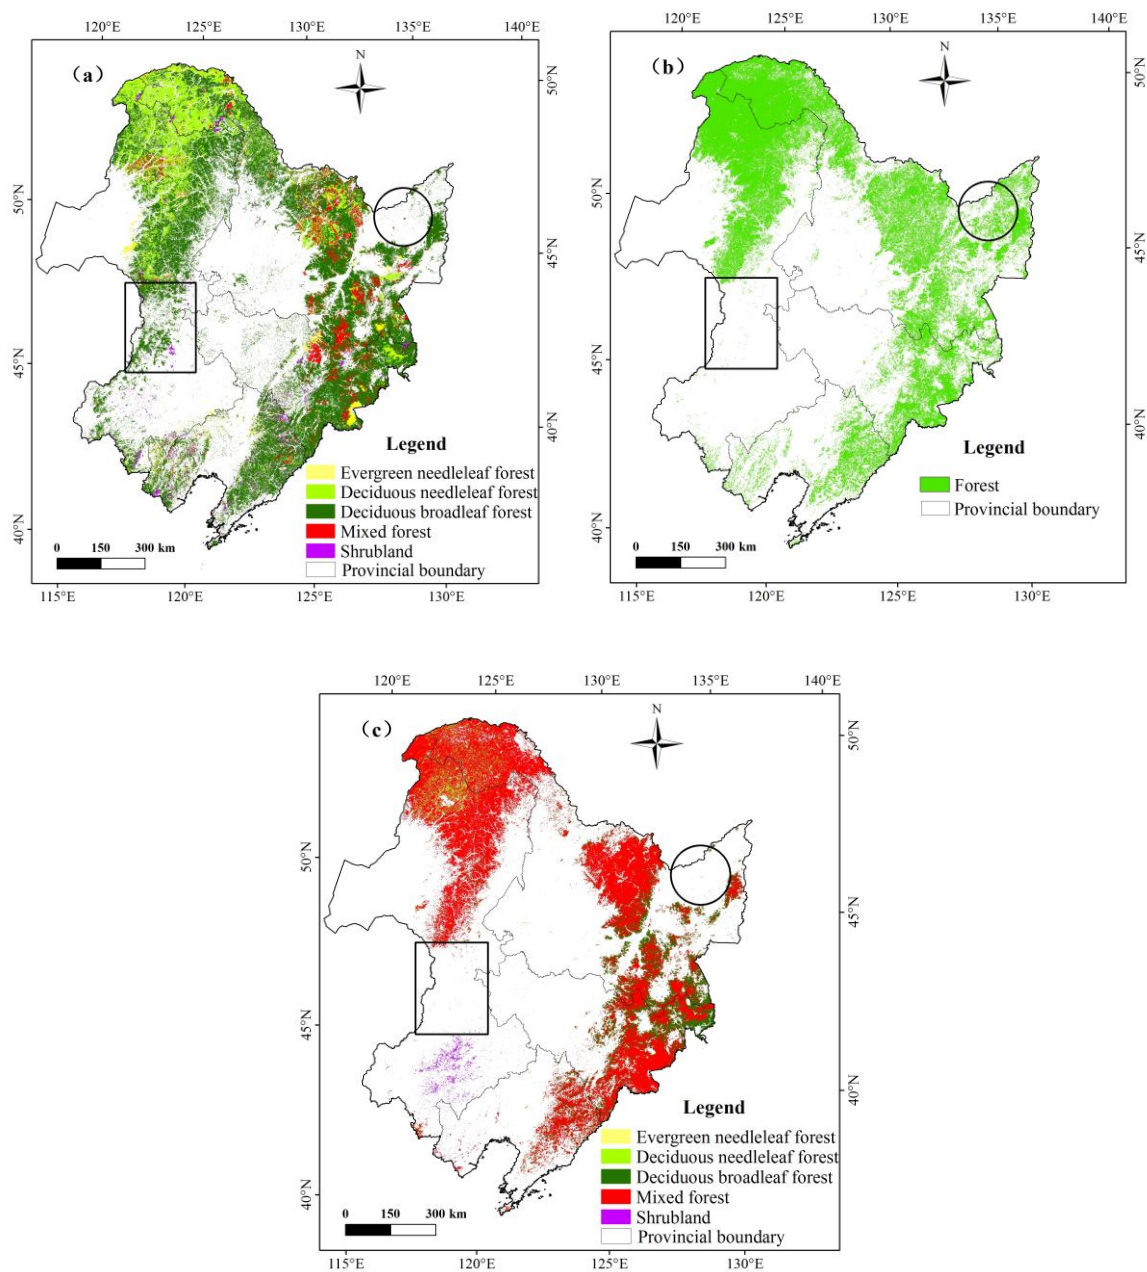 120°E 125°E 130°E 135°E 140°E
(a)
N
50°N
50°N
45°N
45°N
40°N
40°N
Legend
Evergreen needleleaf forest
Deciduous needleleaf forest
Deciduous broadleaf forest
Mixed forest
Shrubland
Provincial boundary
0 150 300 km
115°E 120°E 125°E 130°E
120°E 125°E 130°E 135°E 140°E
(b)
N
50°N
50°N
45°N
45°N
40°N
40°N
Legend
Forest
Provincial boundary
0 150 300 km
115°E 120°E 125°E 130°E
120°E 125°E 130°E 135°E 140°E
(c)
N
50°N
50°N
45°N
45°N
40°N
40°N
Legend
Evergreen needleleaf forest
Deciduous needleleaf forest
Deciduous broadleaf forest
Mixed forest
Shrubland
Provincial boundary
0 150 300 km
115°E 120°E 125°E 130°E